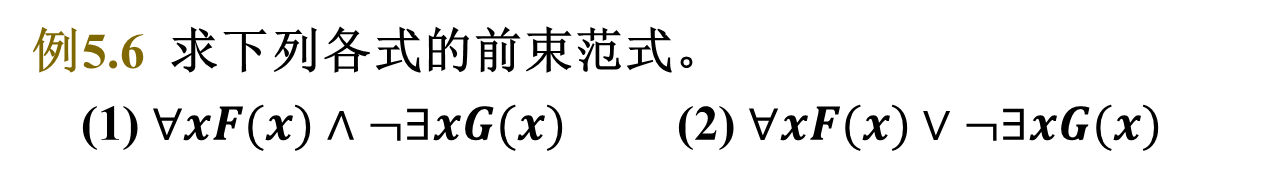 例5.6 求下列各式的前束范式。
(1) ∀xF(x) ∧ ¬∃xG(x) (2) ∀xF(x) ∨ ¬∃xG(x)